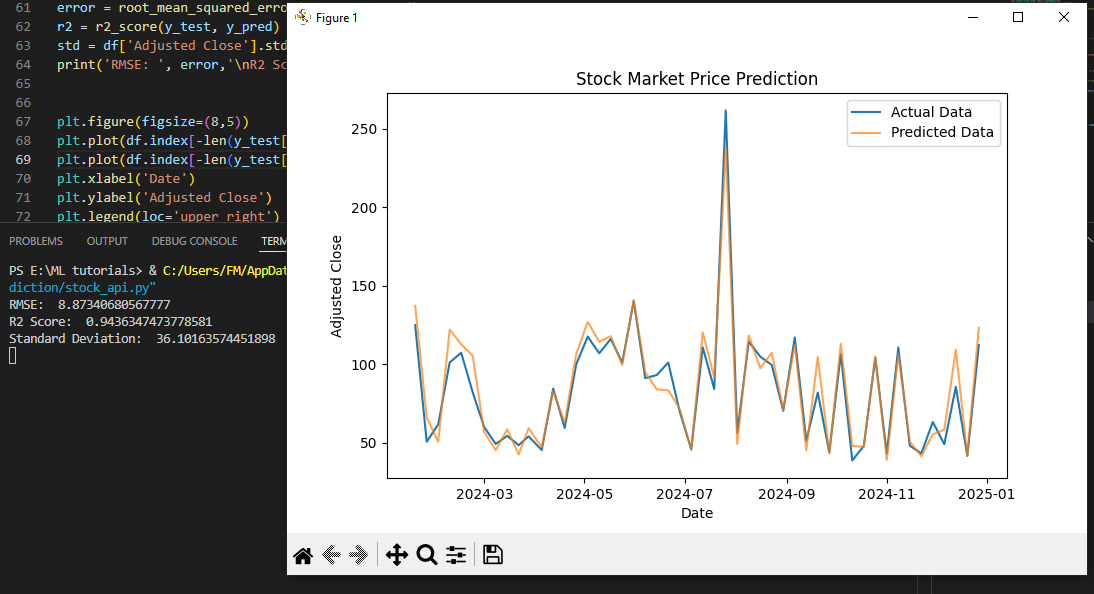 61 error = root_mean_squared_erro
62 r2 = r2_score(y_test, y_pred)
63 std = df['Adjusted Close'].std
64 print('RMSE: ', error,'\nR2 Sc
65
66
67 plt.figure(figsize=(8,5))
68 plt.plot(df.index[-len(y_test[
69 plt.plot(df.index[-len(y_test[
70 plt.xlabel('Date')
71 plt.ylabel('Adjusted Close')
72 plt.legend(loc='upper right')
PROBLEMS OUTPUT DEBUG CONSOLE TERM
PS E:\ML tutorials> & C:/Users/FM/AppDat
diction/stock_api.py"
RMSE:  8.87340680567777
R2 Score:  0.9436347473778581
Standard Deviation:  36.10163574451898
Figure 1
Stock Market Price Prediction
Actual Data
Predicted Data
250
200
150
100
50
Adjusted Close
2024-03 2024-05 2024-07 2024-09 2024-11 2025-01
Date